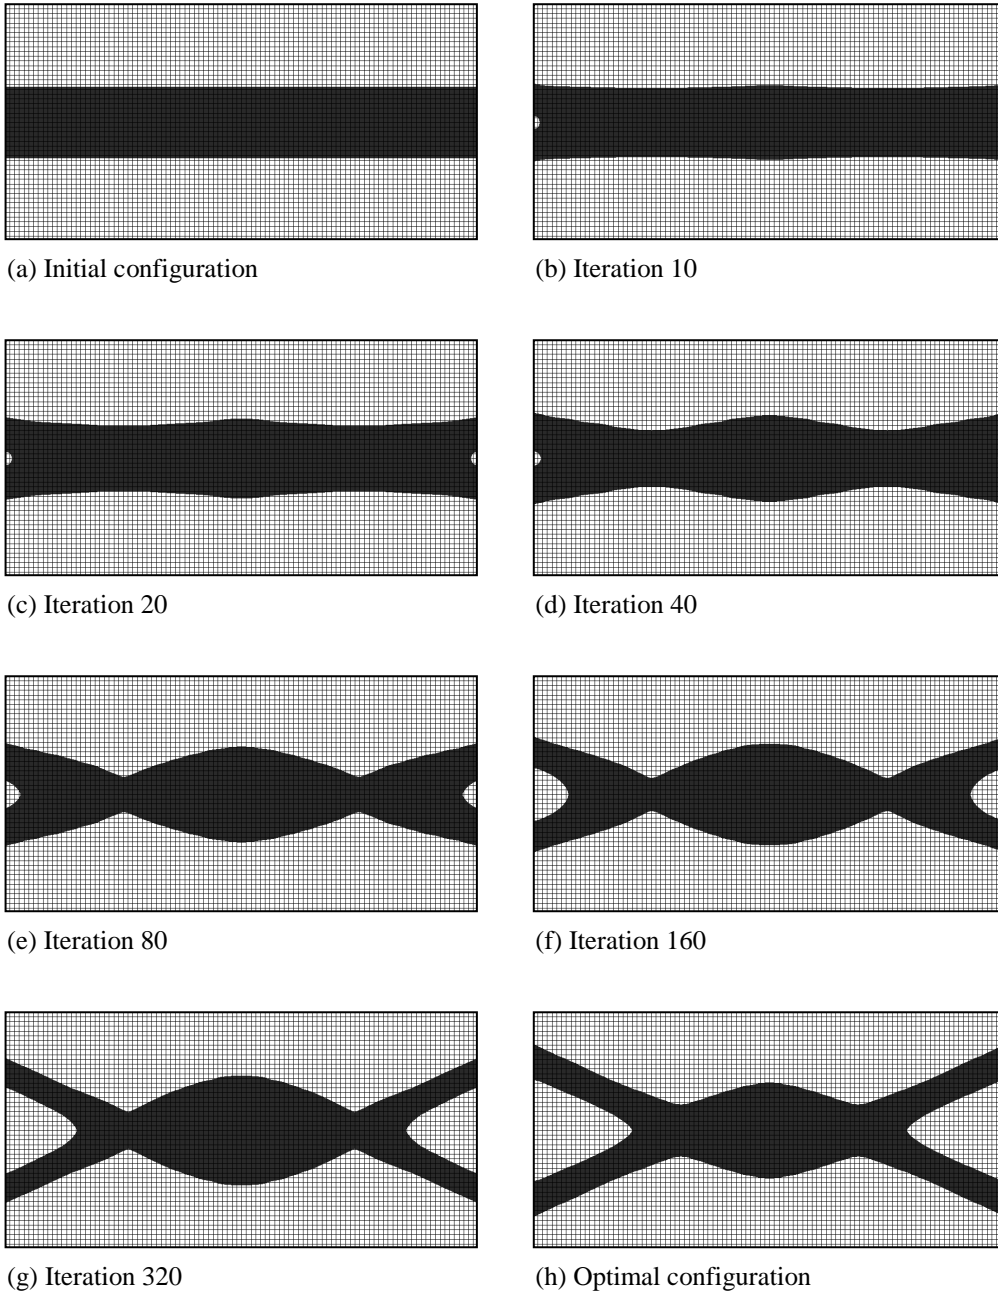 (a) Initial configuration
(b) Iteration 10
(c) Iteration 20
(d) Iteration 40
(e) Iteration 80
(f) Iteration 160
(g) Iteration 320
(h) Optimal configuration